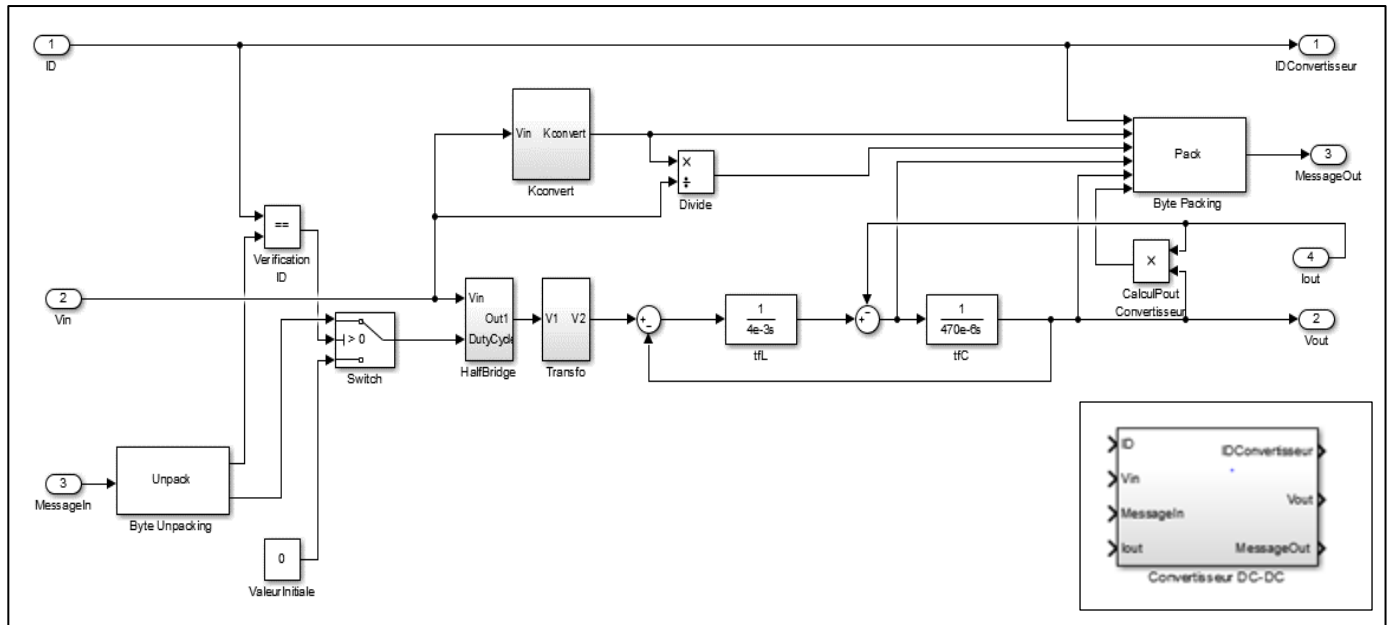 1
ID
1
IDConvertisseur
Vin Kconvert
Kconvert
×
÷
Divide
Pack
Byte Packing
3
MessageOut
==
Verification
ID
2
Vin
> 0
Switch
Vin
Out1
DutyCycle
HalfBridge
V1 V2
Transfo
+
-
1
4e-3s
tfL
-
+
1
470e-6s
tfC
×
CalculPout
Convertisseur
4
Iout
2
Vout
3
MessageIn
Unpack
Byte Unpacking
0
ValeurInitiale
ID
IDConvertisseur
Vin
Vout
MessageIn
Iout
MessageOut
Convertisseur DC-DC